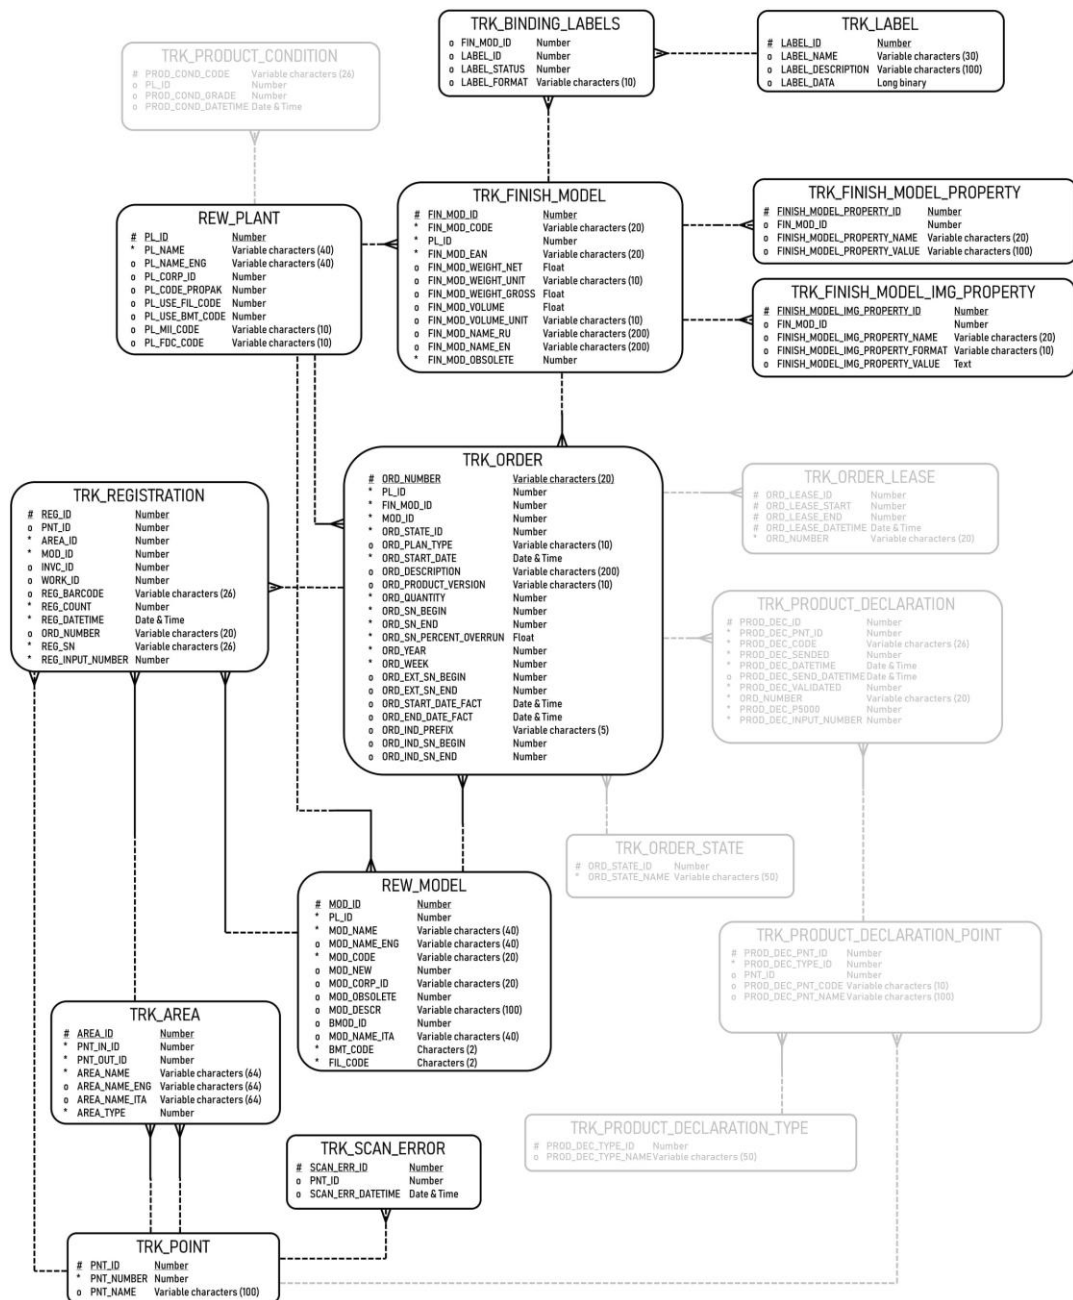 TRK_BINDING_LABELS
o FIN_MOD_ID Number
o LABEL_ID Number
o LABEL_STATUS Number
o LABEL_FORMAT Variable characters (10)
TRK_LABEL
# LABEL_ID Number
o LABEL_NAME Variable characters (30)
o LABEL_DESCRIPTION Variable characters (100)
o LABEL_DATA Long binary
TRK_PRODUCT_CONDITION
# PROD_COND_CODE Variable characters (26)
o PL_ID Number
o PROD_COND_GRADE Number
o PROD_COND_DATETIME Date & Time
REW_PLANT
# PL_ID Number
* PL_NAME Variable characters (40)
o PL_NAME_ENG Variable characters (40)
o PL_CORP_ID Number
o PL_CODE_PROPAK Number
o PL_USE_FIL_CODE Number
o PL_USE_BMT_CODE Number
o PL_MII_CODE Variable characters (10)
o PL_FDC_CODE Variable characters (10)
TRK_FINISH_MODEL
# FIN_MOD_ID Number
* FIN_MOD_CODE Variable characters (20)
* PL_ID Number
* FIN_MOD_EAN Variable characters (20)
o FIN_MOD_WEIGHT_NET Float
o FIN_MOD_WEIGHT_UNIT Variable characters (10)
o FIN_MOD_WEIGHT_GROSS Float
o FIN_MOD_VOLUME Float
o FIN_MOD_VOLUME_UNIT Variable characters (10)
o FIN_MOD_NAME_RU Variable characters (200)
o FIN_MOD_NAME_EN Variable characters (200)
* FIN_MOD_OBSOLETE Number
TRK_FINISH_MODEL_PROPERTY
# FINISH_MODEL_PROPERTY_ID Number
o FIN_MOD_ID Number
o FINISH_MODEL_PROPERTY_NAME Variable characters (20)
o FINISH_MODEL_PROPERTY_VALUE Variable characters (100)
TRK_FINISH_MODEL_IMG_PROPERTY
# FINISH_MODEL_IMG_PROPERTY_ID Number
o FIN_MOD_ID Number
o FINISH_MODEL_IMG_PROPERTY_NAME Variable characters (20)
o FINISH_MODEL_IMG_PROPERTY_FORMAT Variable characters (10)
o FINISH_MODEL_IMG_PROPERTY_VALUE Text
TRK_REGISTRATION
# REG_ID Number
o PNT_ID Number
* AREA_ID Number
* MOD_ID Number
o INVC_ID Number
o WORK_ID Number
o REG_BARCODE Variable characters (26)
* REG_COUNT Number
* REG_DATETIME Date & Time
o ORD_NUMBER Variable characters (20)
* REG_SN Variable characters (26)
* REG_INPUT_NUMBER Number
TRK_ORDER
# ORD_NUMBER Variable characters (20)
* PL_ID Number
* FIN_MOD_ID Number
* MOD_ID Number
* ORD_STATE_ID Number
o ORD_PLAN_TYPE Variable characters (10)
* ORD_START_DATE Date & Time
o ORD_DESCRIPTION Variable characters (200)
o ORD_PRODUCT_VERSION Variable characters (10)
* ORD_QUANTITY Number
* ORD_SN_BEGIN Number
* ORD_SN_END Number
* ORD_SN_PERCENT_OVERRUN Float
* ORD_YEAR Number
* ORD_WEEK Number
o ORD_EXT_SN_BEGIN Number
o ORD_EXT_SN_END Number
o ORD_START_DATE_FACT Date & Time
o ORD_END_DATE_FACT Date & Time
o ORD_IND_PREFIX Variable characters (5)
o ORD_IND_SN_BEGIN Number
o ORD_IND_SN_END Number
TRK_ORDER_LEASE
# ORD_LEASE_ID Number
# ORD_LEASE_START Number
# ORD_LEASE_END Number
# ORD_LEASE_DATETIME Date & Time
* ORD_NUMBER Variable characters (20)
TRK_PRODUCT_DECLARATION
# PROD_DEC_ID Number
* PROD_DEC_PNT_ID Number
* PROD_DEC_CODE Variable characters (26)
* PROD_DEC_SENDED Number
* PROD_DEC_DATETIME Date & Time
o PROD_DEC_SEND_DATETIME Date & Time
* PROD_DEC_VALIDATED Number
* ORD_NUMBER Variable characters (20)
* PROD_DEC_P5000 Number
* PROD_DEC_INPUT_NUMBER Number
TRK_ORDER_STATE
# ORD_STATE_ID Number
* ORD_STATE_NAME Variable characters (50)
REW_MODEL
# MOD_ID Number
* PL_ID Number
* MOD_NAME Variable characters (40)
o MOD_NAME_ENG Variable characters (40)
* MOD_CODE Variable characters (20)
o MOD_NEW Number
o MOD_CORP_ID Variable characters (20)
o MOD_OBSOLETE Number
o MOD_DESCR Variable characters (100)
o BMOD_ID Number
o MOD_NAME_ITA Variable characters (40)
* BMT_CODE Characters (2)
* FIL_CODE Characters (2)
TRK_PRODUCT_DECLARATION_POINT
# PROD_DEC_PNT_ID Number
* PROD_DEC_TYPE_ID Number
o PNT_ID Number
o PROD_DEC_PNT_CODE Variable characters (10)
o PROD_DEC_PNT_NAME Variable characters (100)
TRK_AREA
# AREA_ID Number
* PNT_IN_ID Number
* PNT_OUT_ID Number
* AREA_NAME Variable characters (64)
o AREA_NAME_ENG Variable characters (64)
o AREA_NAME_ITA Variable characters (64)
* AREA_TYPE Number
TRK_PRODUCT_DECLARATION_TYPE
# PROD_DEC_TYPE_ID Number
o PROD_DEC_TYPE_NAME Variable characters (50)
TRK_SCAN_ERROR
# SCAN_ERR_ID Number
o PNT_ID Number
o SCAN_ERR_DATETIME Date & Time
TRK_POINT
# PNT_ID Number
* PNT_NUMBER Number
o PNT_NAME Variable characters (100)